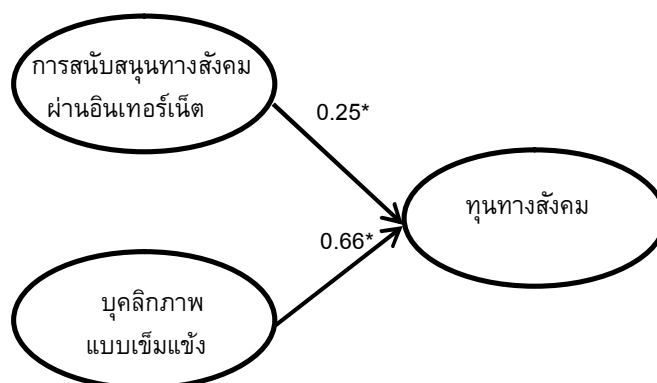 การสนับสนุนทางสังคม
ผ่านอินเทอร์เน็ต
0.25*
ทุนทางสังคม
0.66*
บุคลิกภาพ
แบบเข็มแข้ง